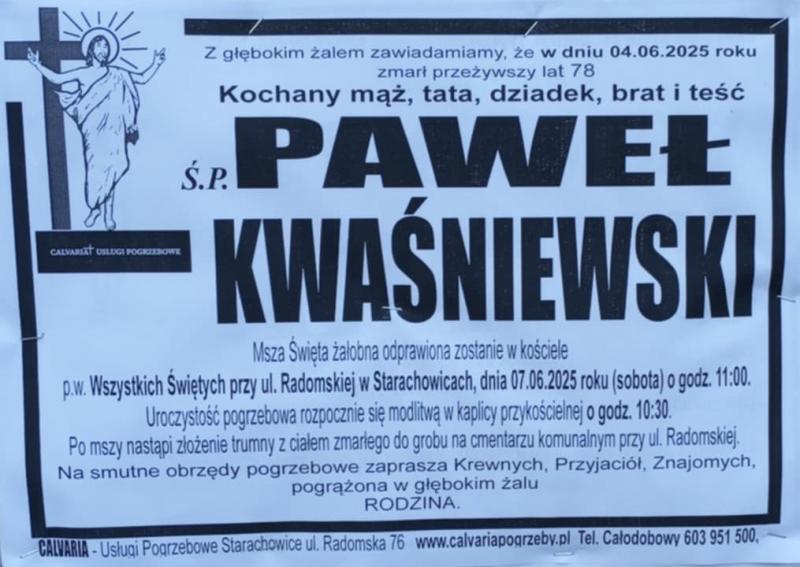 Z głębokim żalem zawiadamiamy, że w dniu 04.06.2025 roku
zmarł przeżywszy lat 78
Kochany mąż, tata, dziadek, brat i teść
Ś.P. PAWEŁ
KWAŚNIEWSKI
CALVARIA USŁUGI POGRZEBOWE
Msza Święta żałobna odprawiona zostanie w kościele
p.w. Wszystkich Świętych przy ul. Radomskiej w Starachowicach, dnia 07.06.2025 roku (sobota) o godz. 11:00.
Uroczystość pogrzebowa rozpocznie się modlitwą w kaplicy przykościelnej o godz. 10:30.
Po mszy nastąpi złożenie trumny z ciałem zmarłego do grobu na cmentarzu komunalnym przy ul. Radomskiej.
Na smutne obrzędy pogrzebowe zaprasza Krewnych, Przyjaciół, Znajomych,
pogrążona w głębokim żalu
RODZINA.
CALVARIA - Usługi Pogrzebowe Starachowice ul. Radomska 76 www.calvariapogrzeby.pl Tel. Całodobowy 603 951 500,